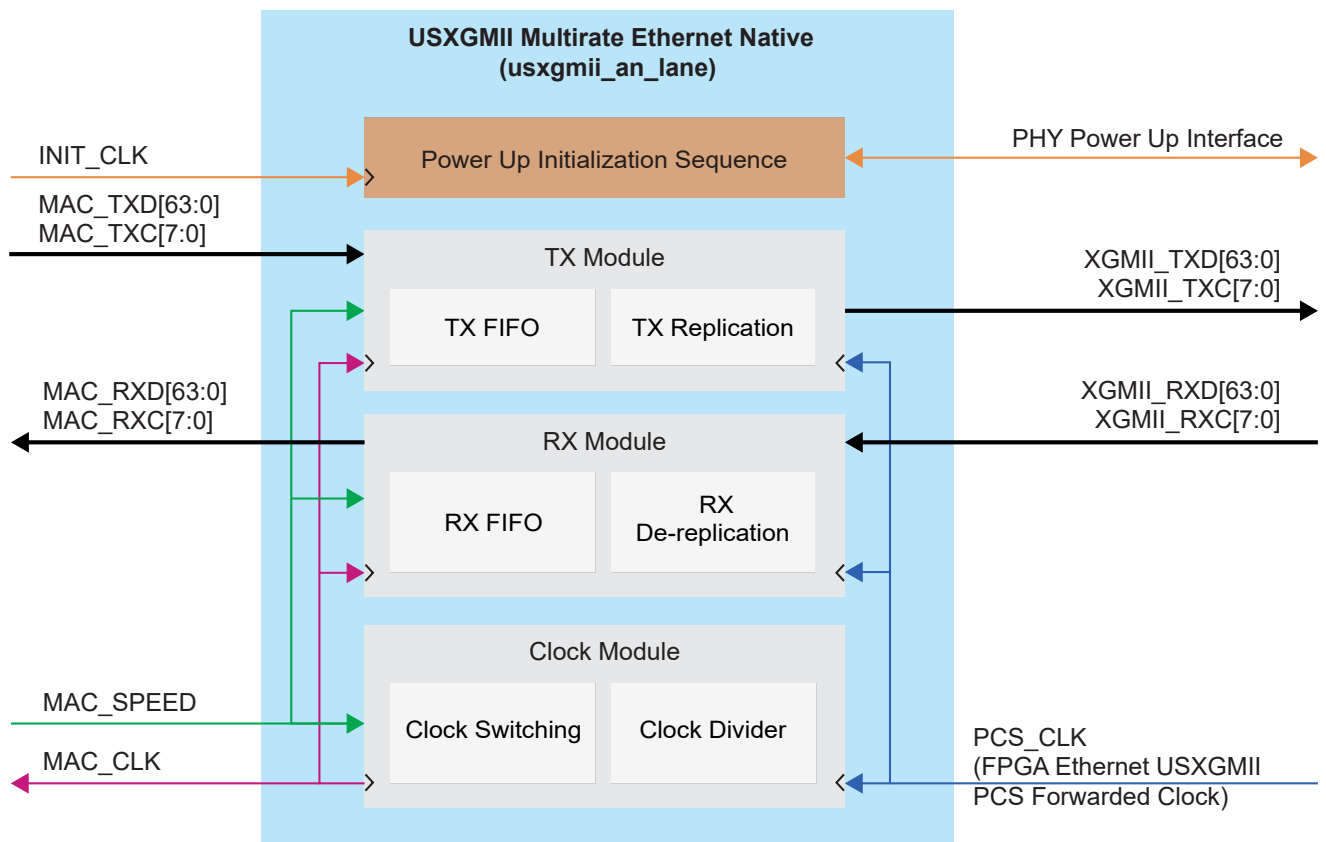 USXGMII Multirate Ethernet Native
(usxgmii_an_lane)
INIT_CLK
Power Up Initialization Sequence
PHY Power Up Interface
MAC_TXD[63:0]
MAC_TXC[7:0]
TX Module
TX FIFO
TX Replication
XGMII_TXD[63:0]
XGMII_TXC[7:0]
MAC_RXD[63:0]
MAC_RXC[7:0]
RX Module
RX FIFO
RX
De-replication
XGMII_RXD[63:0]
XGMII_RXC[7:0]
Clock Module
MAC_SPEED
MAC_CLK
Clock Switching
Clock Divider
PCS_CLK
(FPGA Ethernet USXGMII
PCS Forwarded Clock)